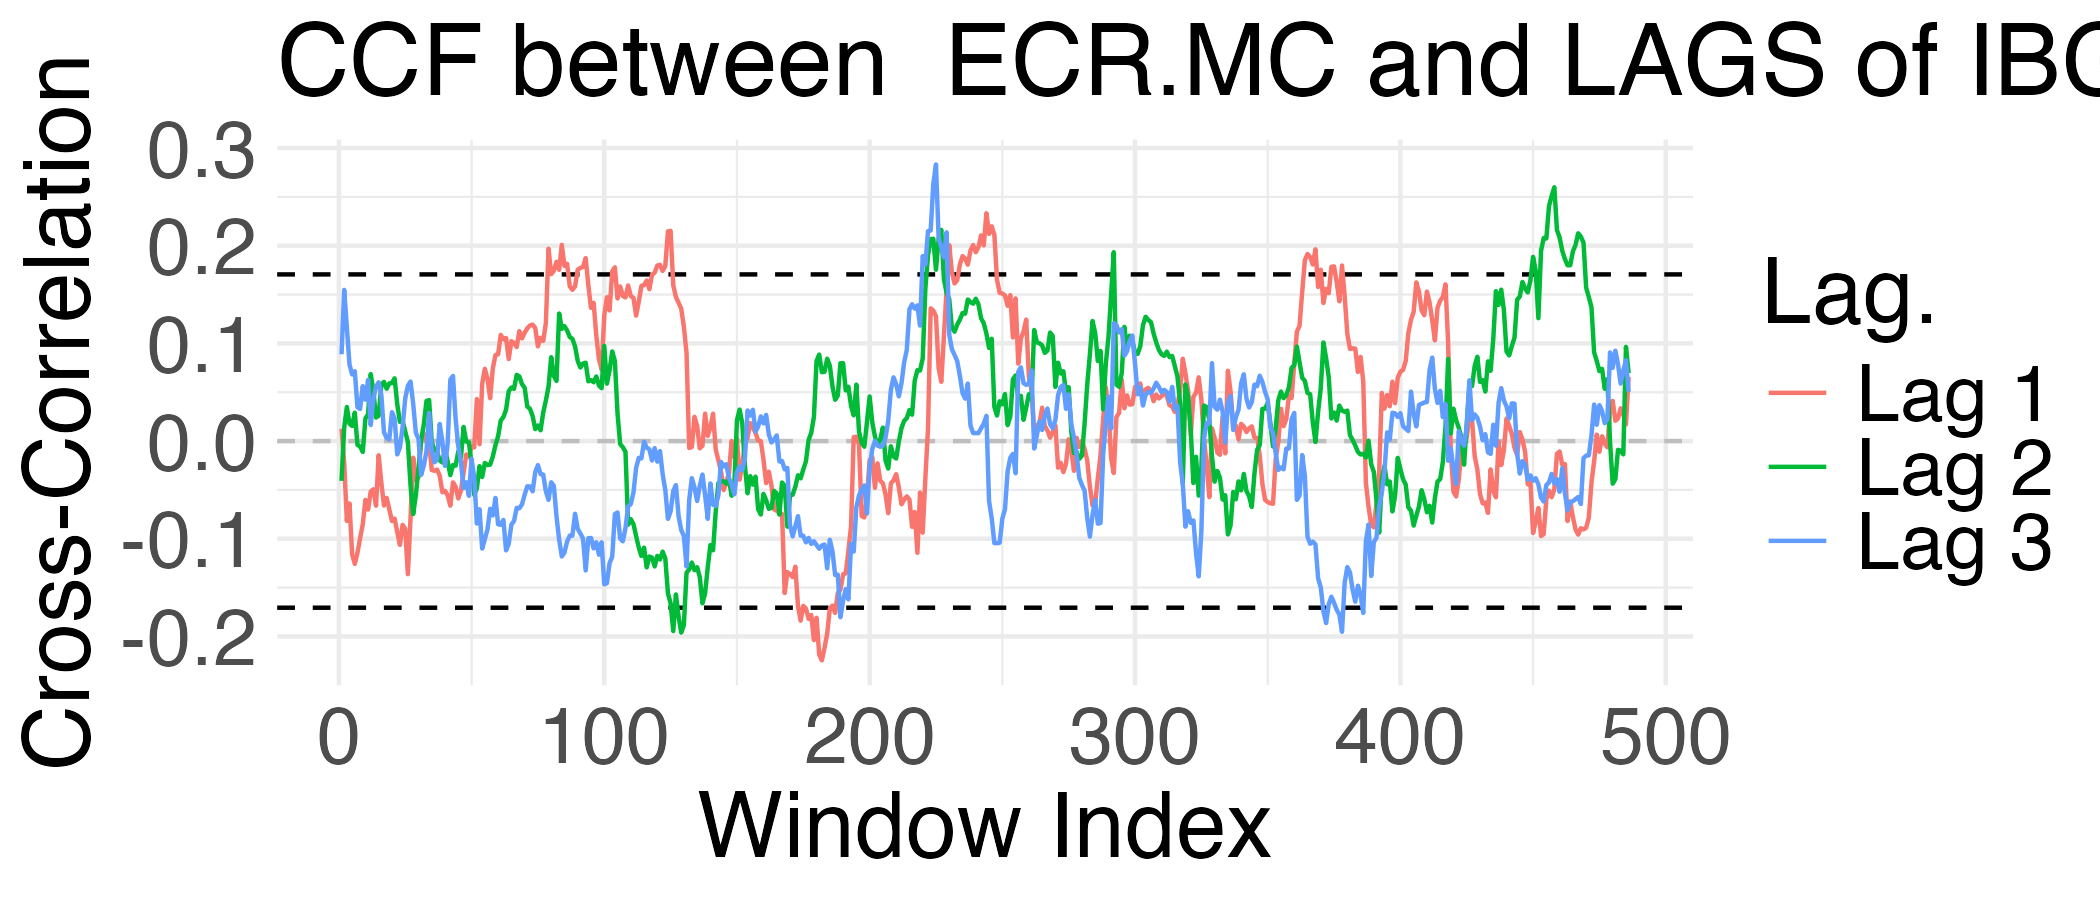 CCF between  ECR.MC and LAGS of
Cross-Correlation
0.3
0.2
0.1
0.0
-0.1
-0.2
0
100
200
300
400
500
Window Index
Lag.
Lag 1
Lag 2
Lag 3